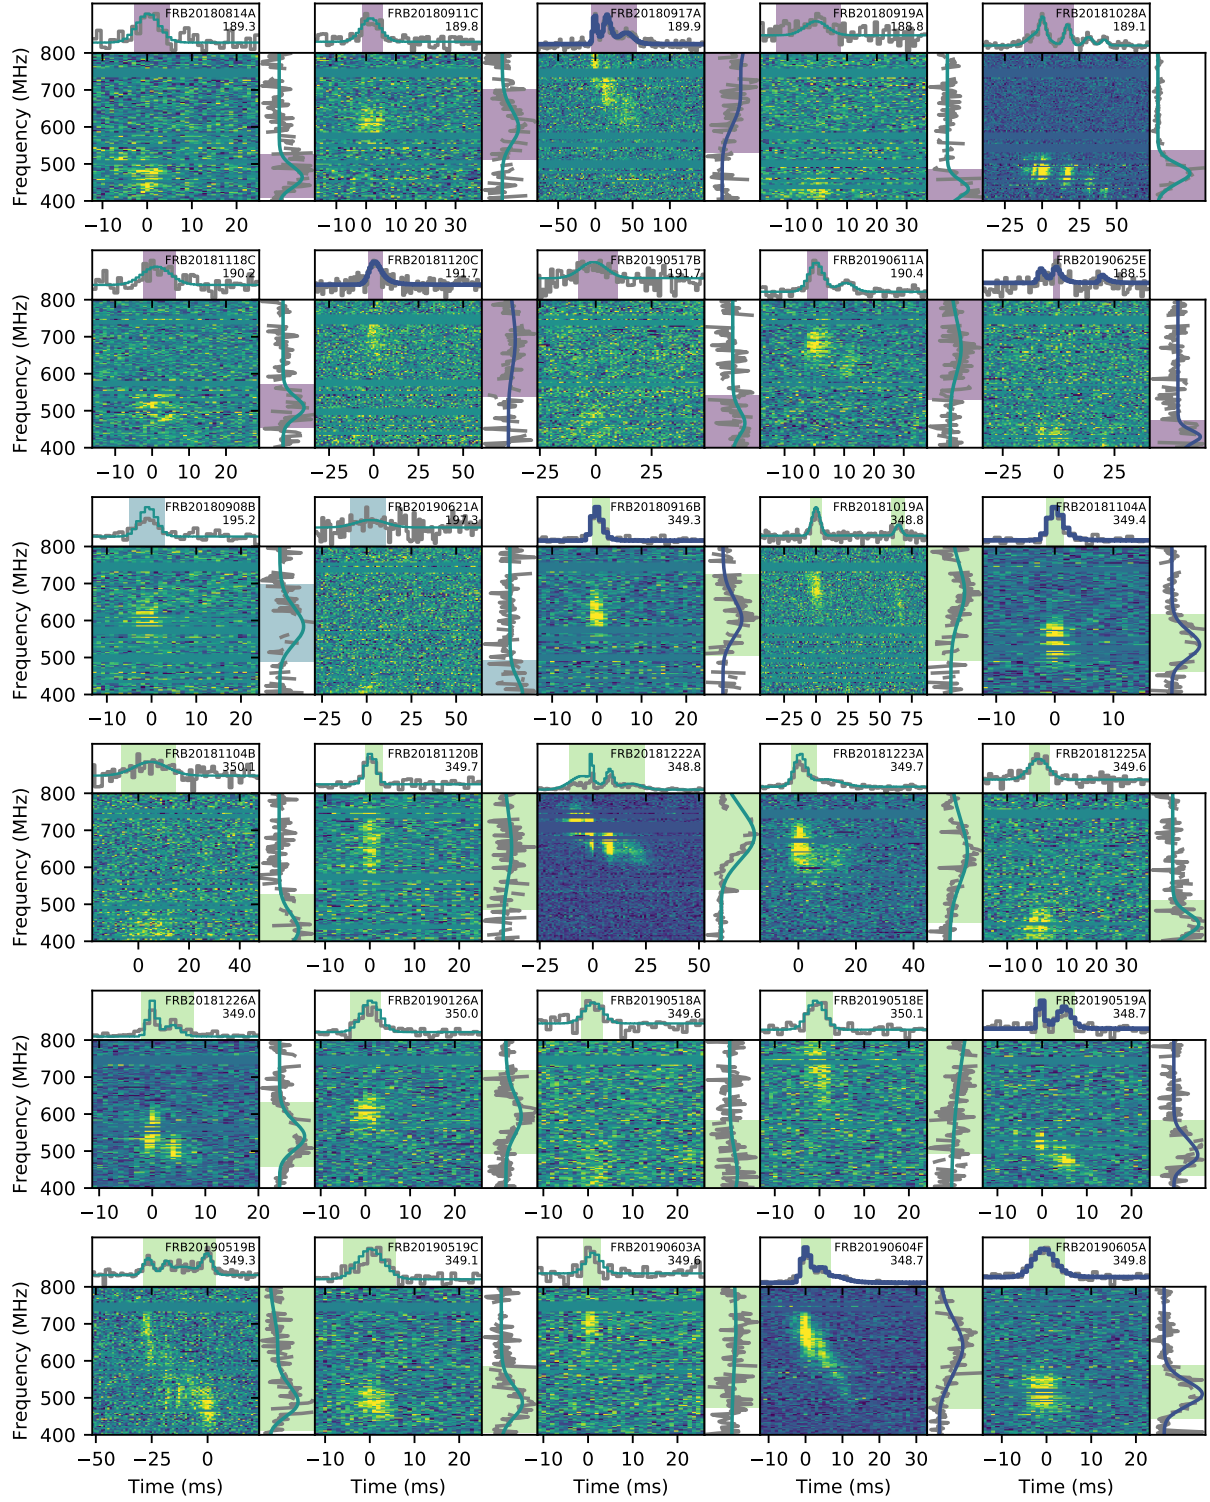 FRB20180814A FRB20180911C FRB20180917A FRB20180919A FRB20181028A
189.3 189.8 189.9 188.8 189.1
800
700
600
500
400
Frequency (MHz)
−10 0 10 20 −10 0 10 20 30 −50 0 50 100 −10 0 10 20 30 −25 0 25 50
FRB20181118C FRB20181120C FRB20190517B FRB20190611A FRB20190625E
190.2 191.7 191.7 190.4 188.5
800
700
600
500
400
Frequency (MHz)
−10 0 10 20 −25 0 25 50 −25 0 25 −10 0 10 20 30 −25 0 25
FRB20180908B FRB20190621A FRB20180916B FRB20181019A FRB20181104A
195.2 197.3 349.3 348.8 349.4
800
700
600
500
400
Frequency (MHz)
−10 0 10 20 −25 0 25 50 −10 0 10 20 −25 0 25 50 75 −10 0 10
FRB20181104B FRB20181120B FRB20181222A FRB20181223A FRB20181225A
350.1 349.7 348.8 349.7 349.6
800
700
600
500
400
Frequency (MHz)
0 20 40 −10 0 10 20 −25 0 25 50 0 20 40 −10 0 10 20 30
FRB20181226A FRB20190126A FRB20190518A FRB20190518E FRB20190519A
349.0 350.0 349.6 350.1 348.7
800
700
600
500
400
Frequency (MHz)
−10 0 10 20 −10 0 10 20 −10 0 10 20 −10 0 10 20 −10 0 10 20
FRB20190519B FRB20190519C FRB20190603A FRB20190604F FRB20190605A
349.3 349.1 349.6 348.7 349.8
800
700
600
500
400
Frequency (MHz)
−50 −25 0 −10 0 10 20 −10 0 10 20 −10 0 10 20 30 −10 0 10 20
Time (ms) Time (ms) Time (ms) Time (ms) Time (ms)